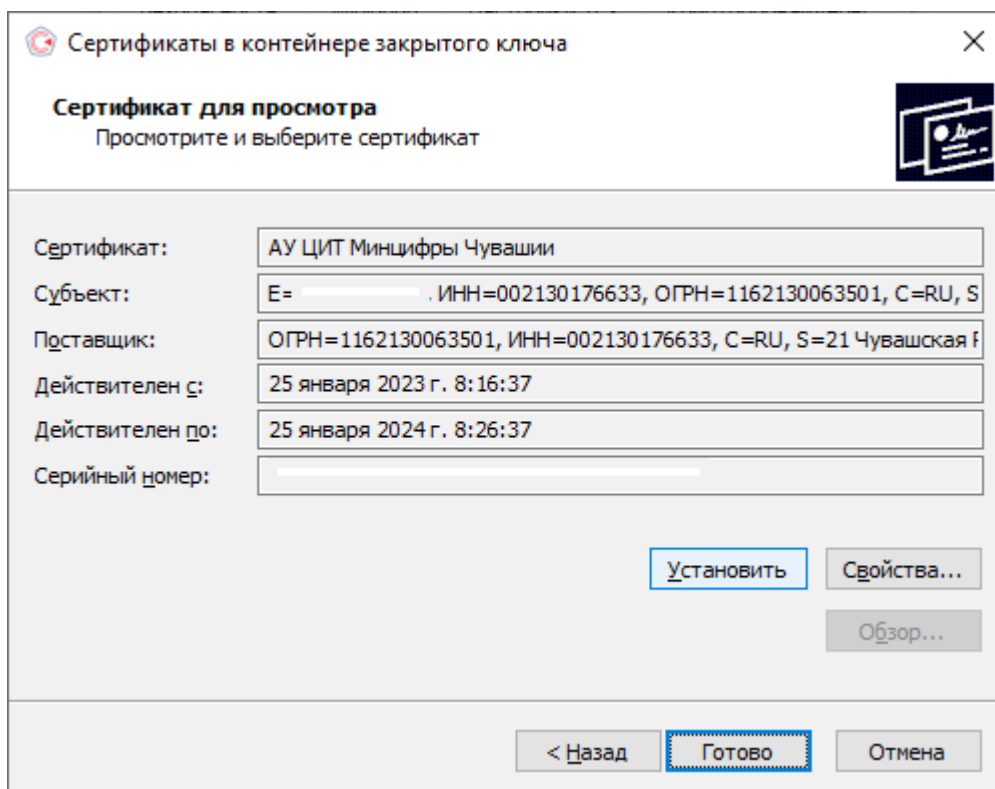 Сертификаты в контейнере закрытого ключа
Сертификат для просмотра
Просмотрите и выберите сертификат
Сертификат: АУ ЦИТ Минцифры Чувашии
Субъект: E= . ИНН=002130176633, ОГРН=1162130063501, C=RU, S
Поставщик: ОГРН=1162130063501, ИНН=002130176633, C=RU, S=21 Чувашская
Действителен с: 25 января 2023 г. 8:16:37
Действителен по: 25 января 2024 г. 8:26:37
Серийный номер:
Установить Свойства...
Обзор...
< Назад Готово Отмена